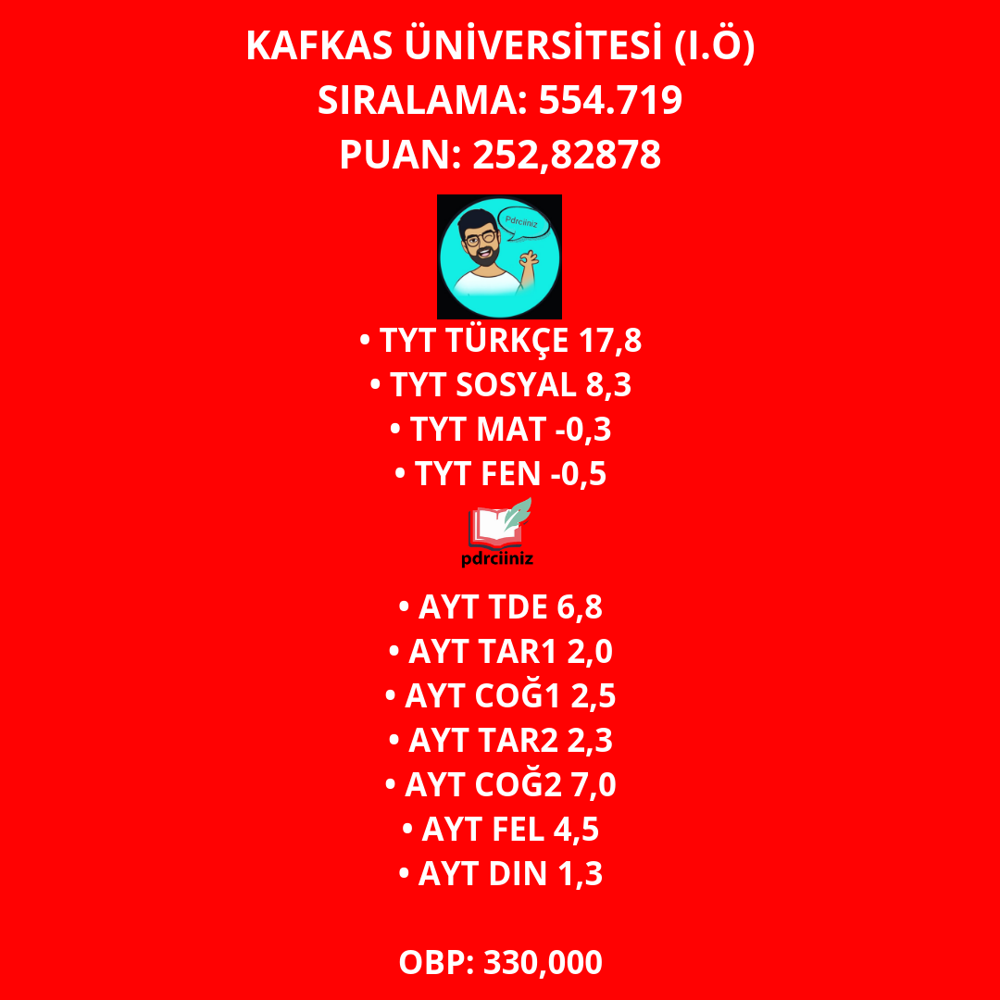 KAFKAS ÜNİVERSİTESİ (I.Ö)
SIRALAMA: 554.719
PUAN: 252,82878
Pdrciiniz
• TYT TÜRKÇE 17,8
• TYT SOSYAL 8,3
• TYT MAT -0,3
• TYT FEN -0,5
pdrciiniz
• AYT TDE 6,8
• AYT TAR1 2,0
• AYT COĞ1 2,5
• AYT TAR2 2,3
• AYT COĞ2 7,0
• AYT FEL 4,5
• AYT DIN 1,3
OBP: 330,000